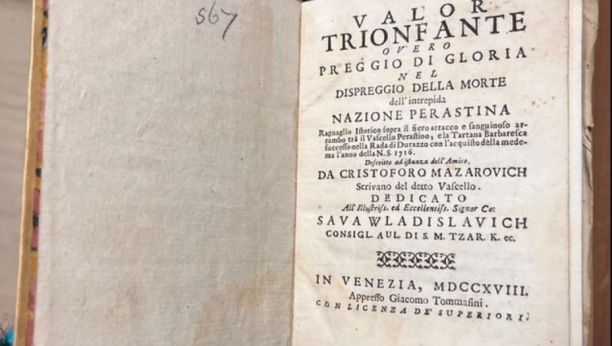 567
VALOR
TRIONFANTE
OVERO
PREGGIO DI GLORIA
NEL
DISPREGGIO DELLA MORTE
dell'intrepida
NAZIONE PERASTINA
Raguaglio Istorico sopra il fiero attacco e sanguinoso ar-
rambo trà il Vascello Perastino, e la Tartana Barbaresca
successo nella Rada di Durazzo con l'acquisto della mede-
ma l'anno della N.S. 1716.
Descritto ad istanza dell'Amico,
DA CRISTOFORO MAZAROVICH
Scrivano del detto Vascello.
DEDICATO
All'Illustriss. ed Eccellentiss. Signor Co:
SAVA WLADISLAVICH
CONSIGL. AUL. DI S. M. TZAR. K. ec.
IN VENEZIA, MDCCXVIII.
Appresso Giacomo Tommasini.
CON LICENZA DE' SUPERIORI.